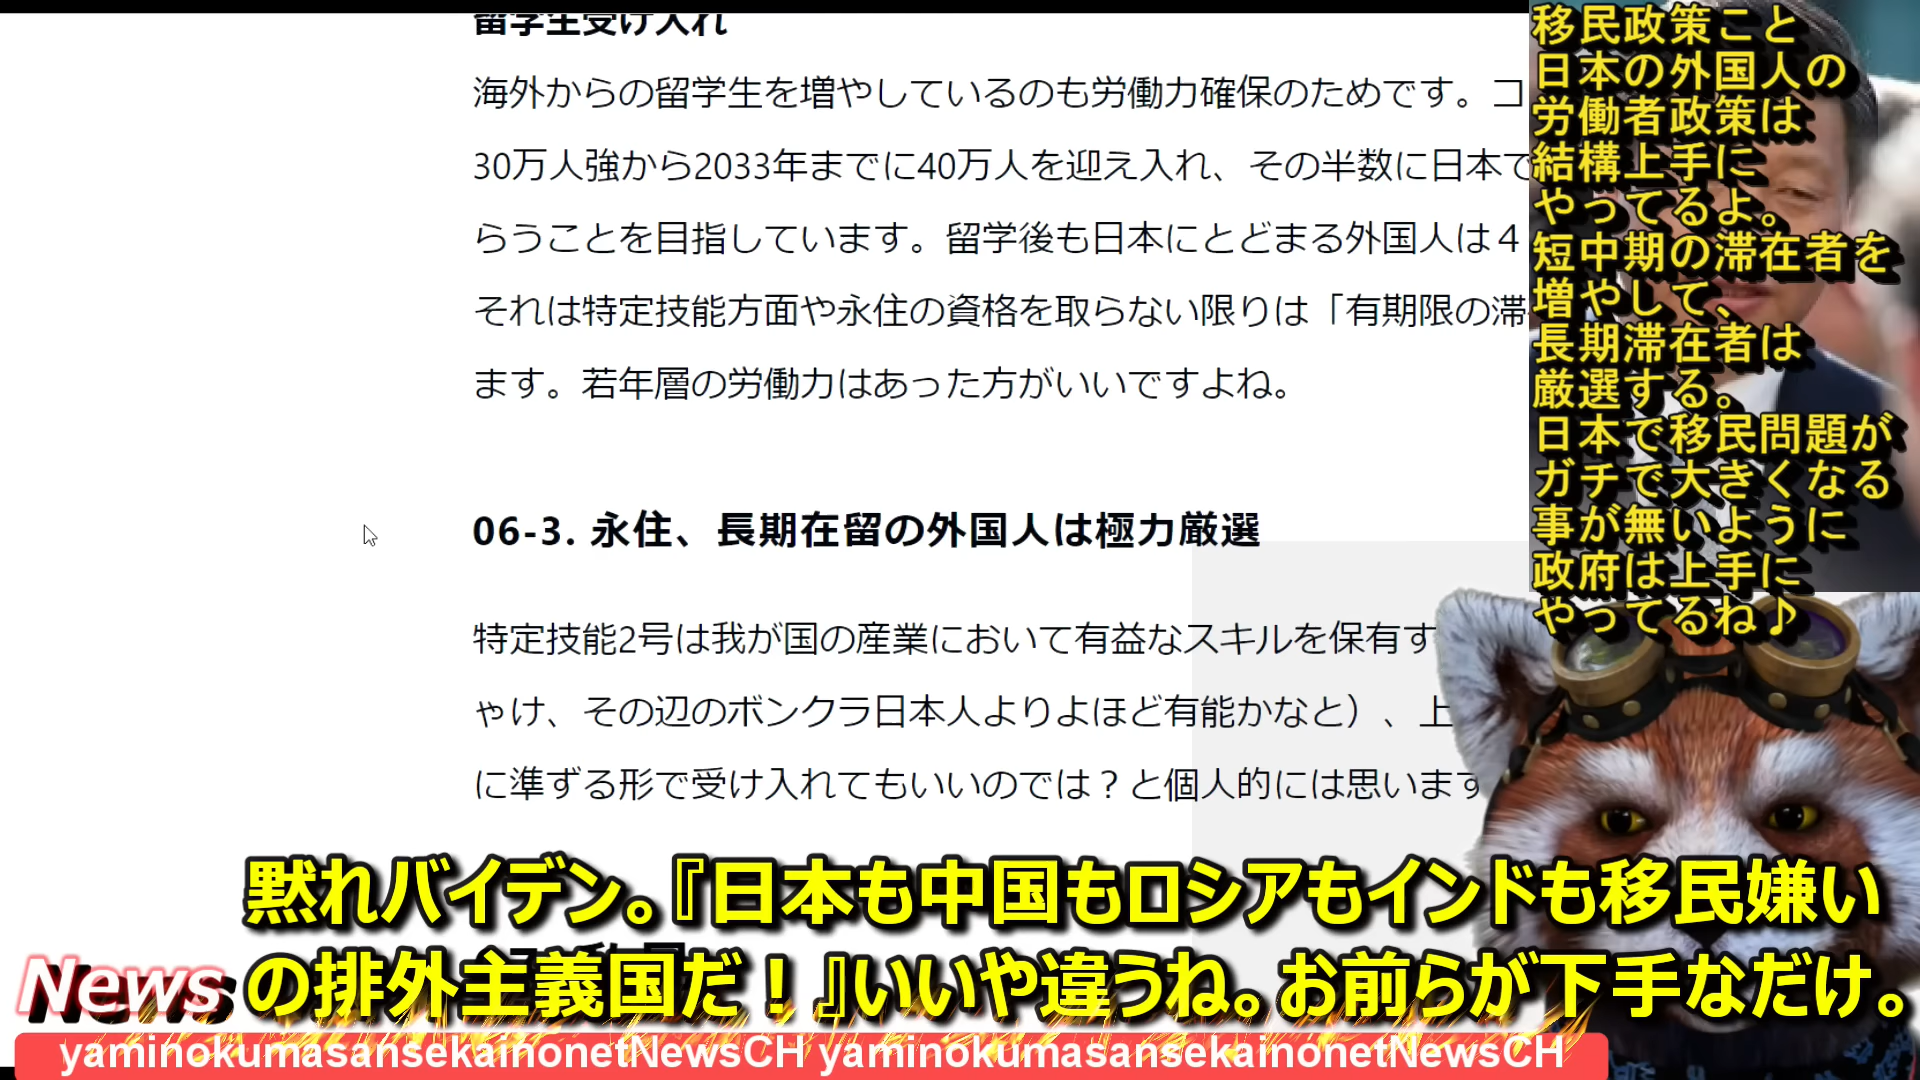 留学生受け入れ
海外からの留学生を増やしているのも労働力確保のためです。コ
30万人強から2033年までに40万人を迎え入れ、その半数に日本で
らうことを目指しています。留学後も日本にとどまる外国人は４
それは特定技能方面や永住の資格を取らない限りは「有期限の滞
ます。若年層の労働力はあった方がいいですよね。
06-3. 永住、長期在留の外国人は極力厳選
特定技能2号は我が国の産業において有益なスキルを保有す
ゃけ、その辺のボンクラ日本人よりよほど有能かなと）、上
に準ずる形で受け入れてもいいのでは？と個人的には思います
移民政策こと
日本の外国人の
労働者政策は
結構上手に
やってるよ。
短中期の滞在者を
増やして、
長期滞在者は
厳選する。
日本で移民問題が
ガチで大きくなる
事が無いように
政府は上手に
やってるね♪
黙れバイデン。『日本も中国もロシアもインドも移民嫌い
の排外主義国だ！』いいや違うね。お前らが下手なだけ。
News
yaminokumasansekainonetNewsCH yaminokumasansekainonetNewsCH